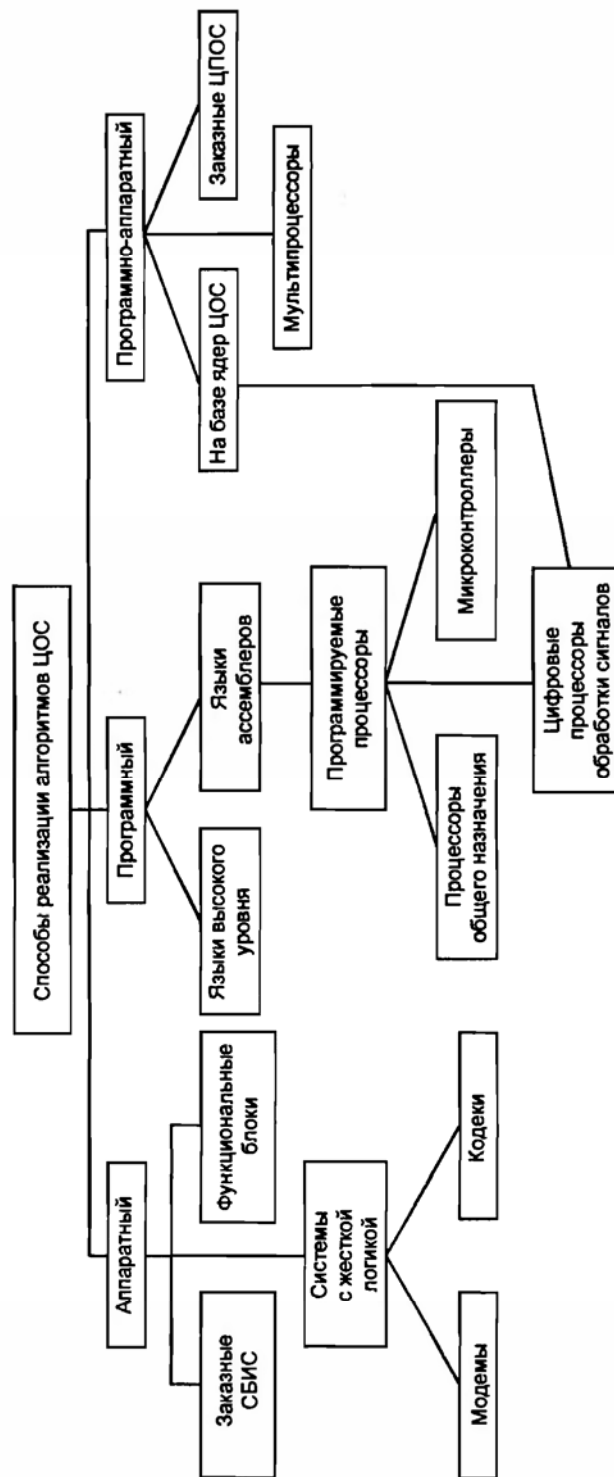 Способы реализации алгоритмов ЦОС
Аппаратный
Программный
Программно-аппаратный
Заказные
СБИС
Функциональные
блоки
Языки высокого
уровня
Языки
ассемблеров
На базе ядер ЦОС
Заказные ЦПОС
Системы
с жесткой
логикой
Программируемые
процессоры
Мультипроцессоры
Модемы
Кодеки
Процессоры
общего назначения
Микроконтроллеры
Цифровые
процессоры
обработки сигналов